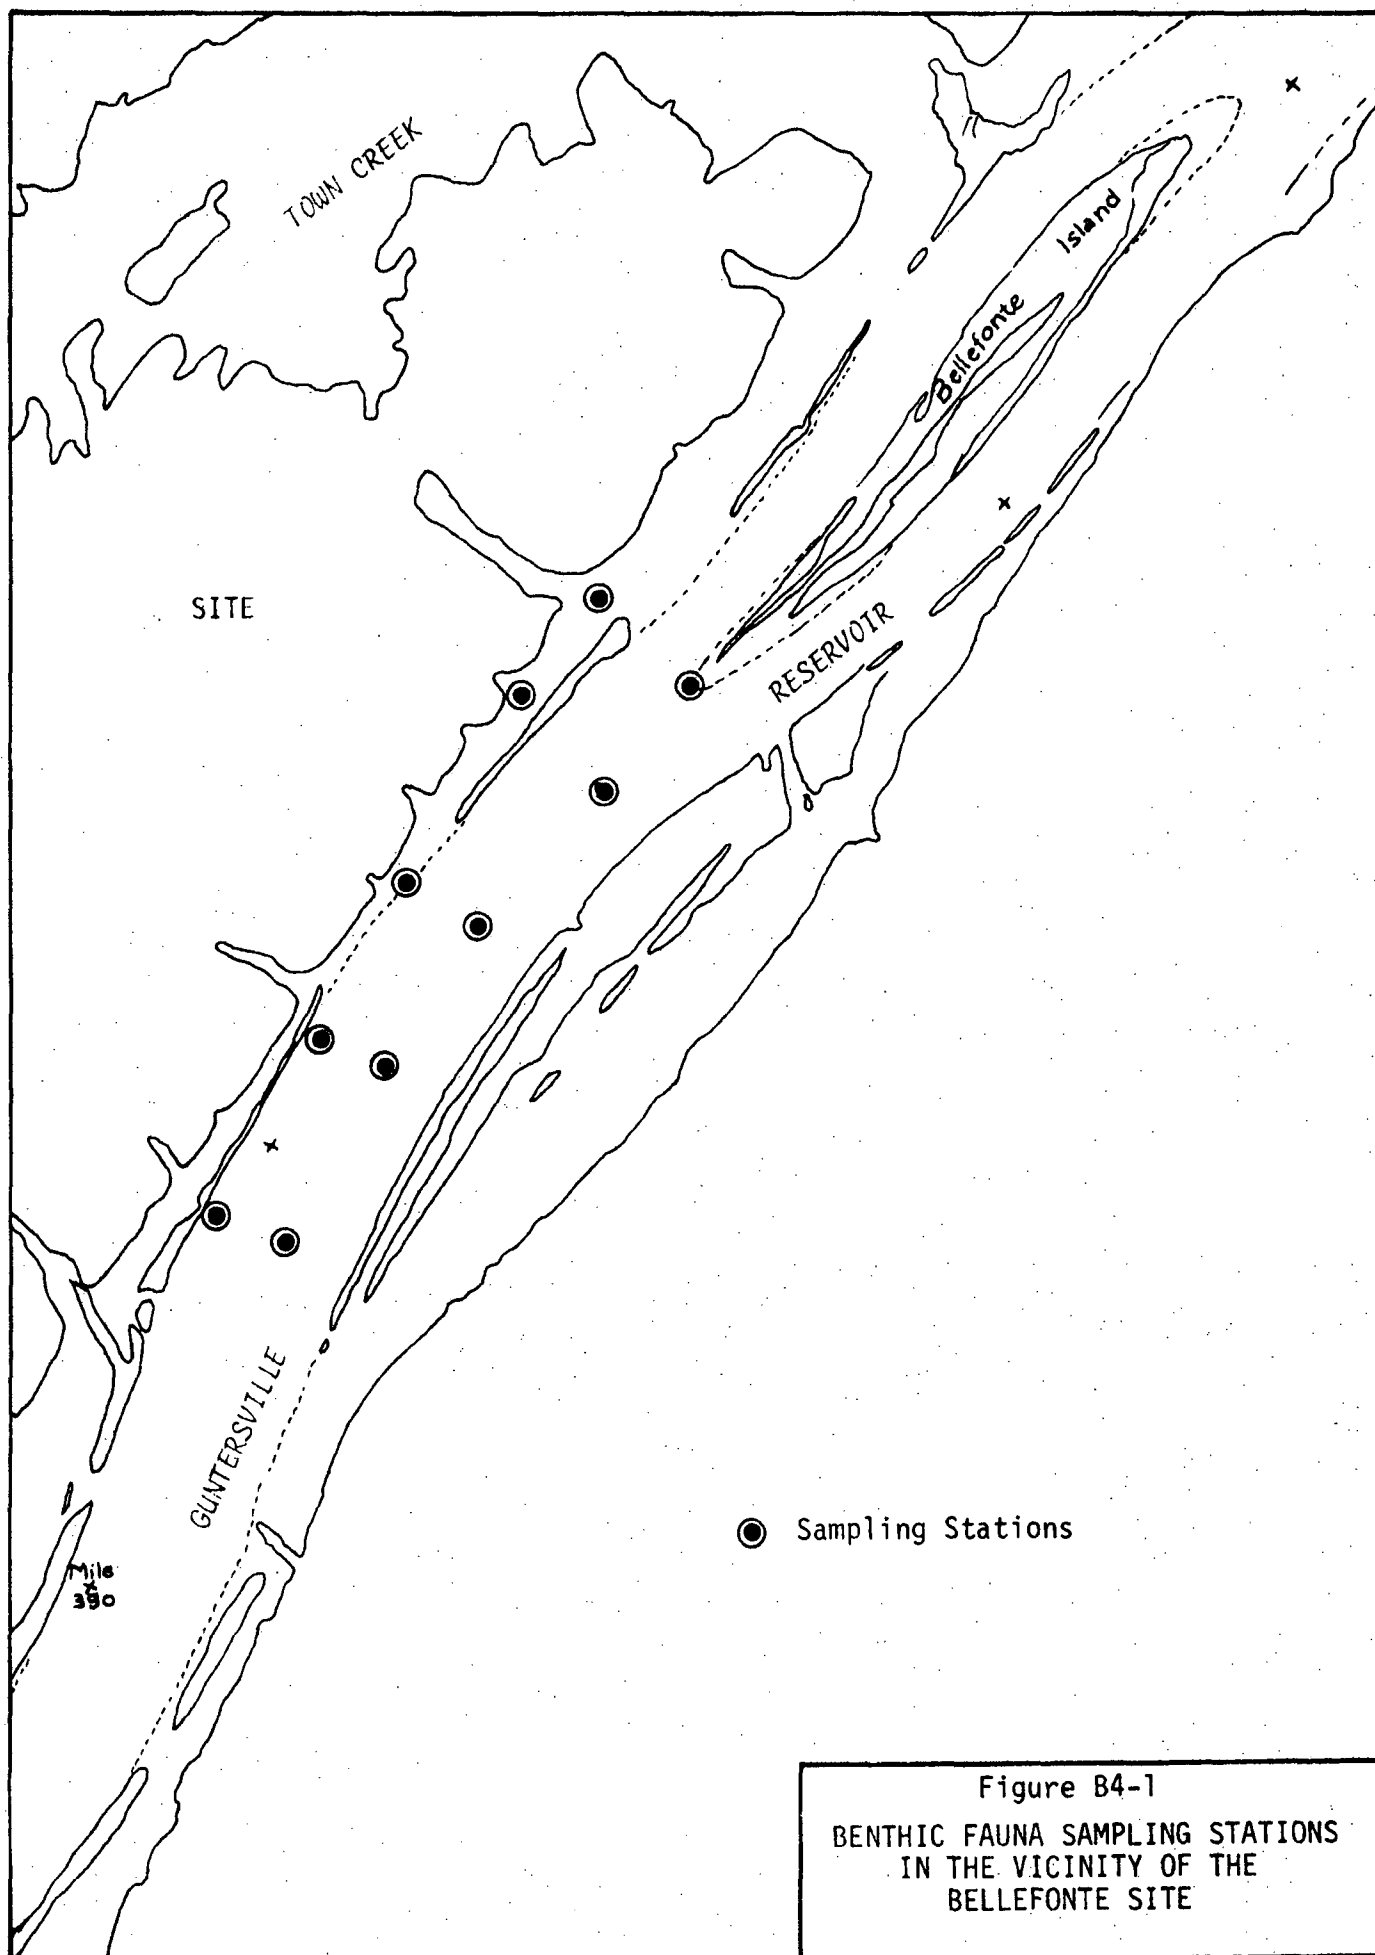 TOWN CREEK
Island
Bellefonte
SITE
RESERVOIR
GUNTERSVILLE
Sampling Stations
Mile
x
390
Figure B4-1
BENTHIC FAUNA SAMPLING STATIONS
IN THE VICINITY OF THE
BELLEFONTE SITE